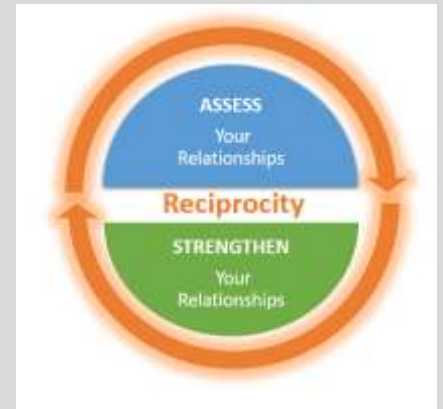 ASSESS
Your
Relationships
Reciprocity
STRENGTHEN
Your
Relationships